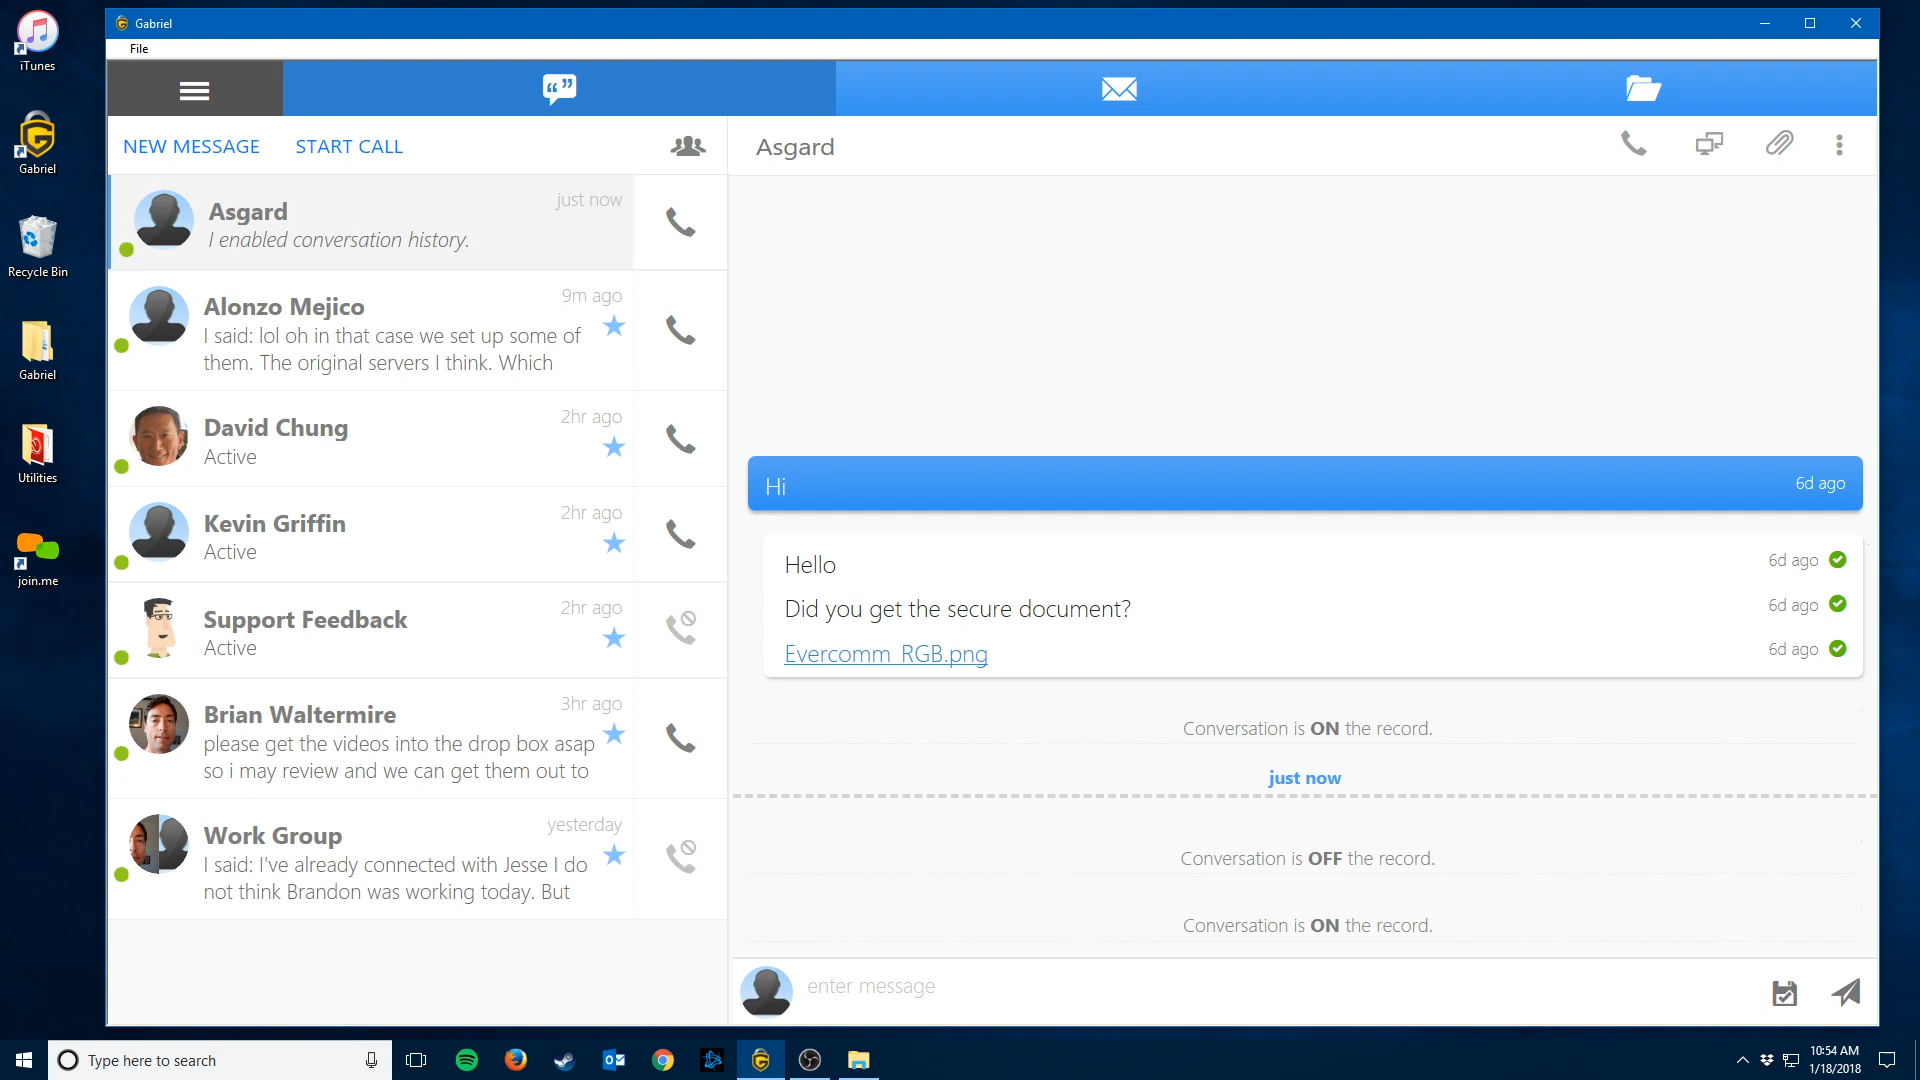 iTunes
Gabriel
Recycle Bin
Gabriel
Utilities
join.me
Gabriel
File
NEW MESSAGE START CALL
Asgard just now
I enabled conversation history.
Alonzo Mejico 9m ago
I said: lol oh in that case we set up some of
them. The original servers I think. Which
David Chung 2hr ago
Active
Kevin Griffin 2hr ago
Active
Support Feedback 2hr ago
Active
Brian Waltermire 3hr ago
please get the videos into the drop box asap
so i may review and we can get them out to
Work Group yesterday
I said: I've already connected with Jesse I do
not think Brandon was working today. But
Asgard
Hi 6d ago
Hello 6d ago
Did you get the secure document? 6d ago
Evercomm_RGB.png 6d ago
Conversation is ON the record.
just now
Conversation is OFF the record.
Conversation is ON the record.
enter message
Type here to search
10:54 AM
1/18/2018